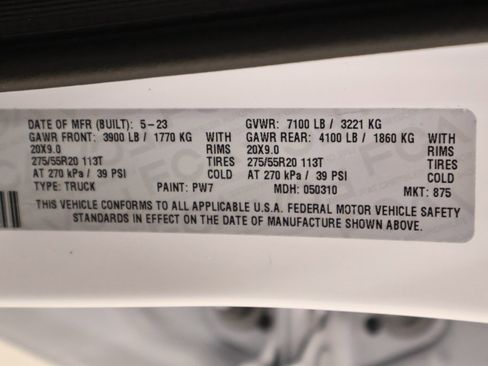 DATE OF MFR (BUILT): 5-23 GVWR: 7100 LB / 3221 KG
GAWR FRONT: 3900 LB / 1770 KG WITH GAWR REAR: 4100 LB / 1860 KG WITH
20X9.0 RIMS 20X9.0 RIMS
275/55R20 113T TIRES 275/55R20 113T TIRES
AT 270 kPa / 39 PSI COLD AT 270 kPa / 39 PSI COLD
TYPE: TRUCK PAINT: PW7 MDH: 050310 MKT: 875
THIS VEHICLE CONFORMS TO ALL APPLICABLE U.S.A. FEDERAL MOTOR VEHICLE SAFETY
STANDARDS IN EFFECT ON THE DATE OF MANUFACTURE SHOWN ABOVE.